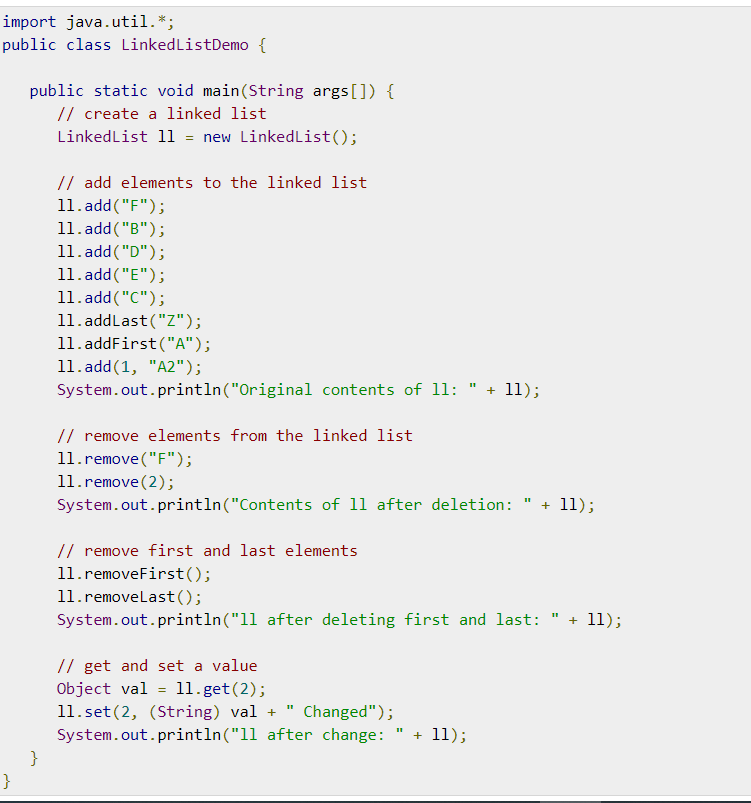 import java.util.*;
public class LinkedListDemo {
public static void main(String args[]) {
// create a linked list
LinkedList ll = new LinkedList();
// add elements to the linked list
ll.add("F");
ll.add("B");
ll.add("D");
ll.add("E");
ll.add("C");
ll.addLast("Z");
ll.addFirst("A");
ll.add(1, "A2");
System.out.println("Original contents of ll: " + ll);
// remove elements from the linked list
ll.remove("F");
ll.remove(2);
System.out.println("Contents of ll after deletion: " + ll);
// remove first and last elements
ll.removeFirst();
ll.removeLast();
System.out.println("ll after deleting first and last: " + ll);
// get and set a value
Object val = ll.get(2);
ll.set(2, (String) val + " Changed");
System.out.println("ll after change: " + ll);
}
}